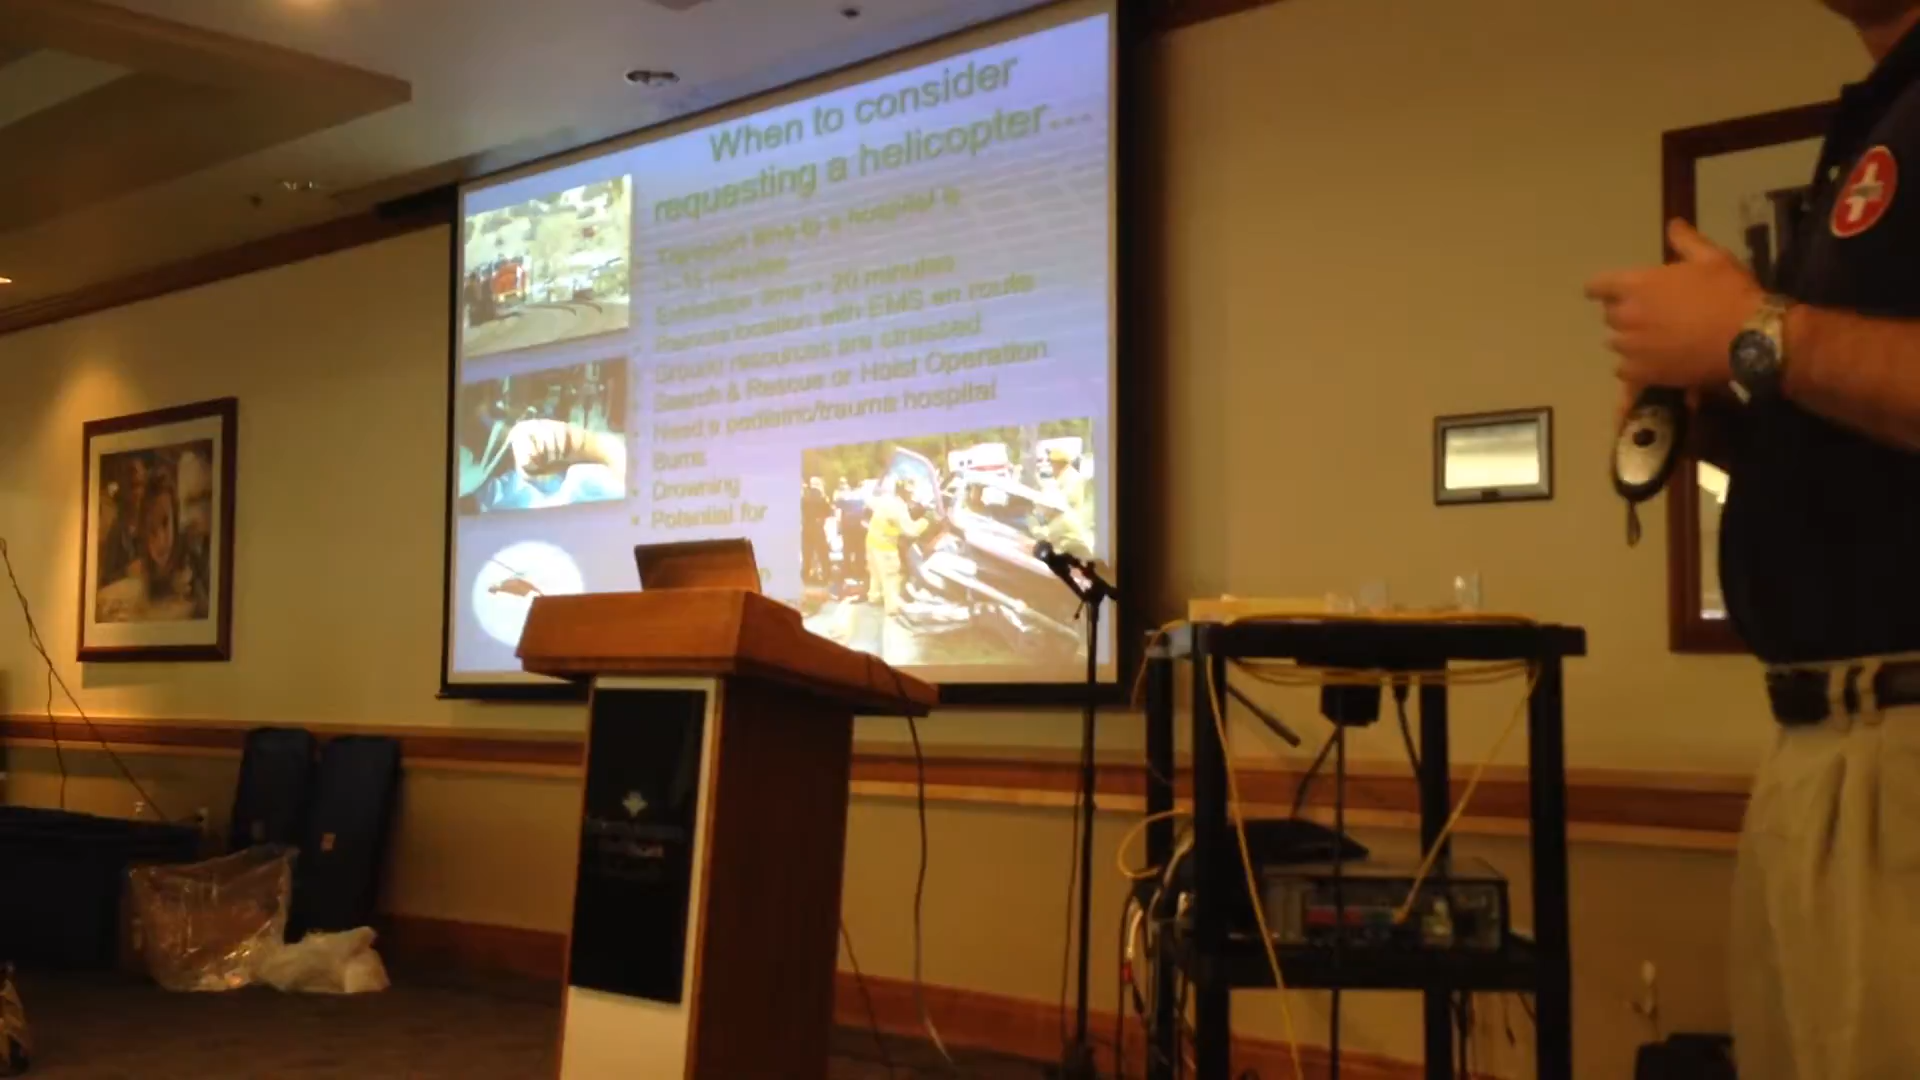 When to consider
requesting a helicopter...
Transport time to a hospital is
15 minutes
Extrication time > 20 minutes
Remote location with EMS en route
Ground resources are stressed
Search & Rescue or Hoist Operation
• Need a pediatric/trauma hospital
• Burns
• Drowning
• Potential for